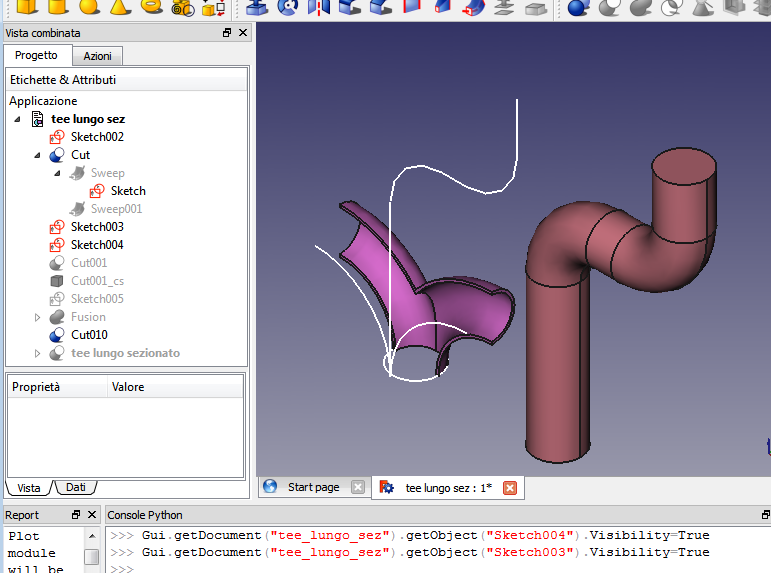 Vista combinata
Progetto
Azioni
Etichette & Attributi
Applicazione
tee lungo sez
Sketch002
Cut
Sweep
Sketch
Sweep001
Sketch003
Sketch004
Cut001
Cut001_cs
Sketch005
Fusion
Cut010
tee lungo sezionato
Proprietà Valore
Vista
Dati
Start page
tee lungo sez : 1*
Report
Plot
module
will be
Console Python
>>> Gui.getDocument("tee_lungo_sez").getObject("Sketch004").Visibility=True
>>> Gui.getDocument("tee_lungo_sez").getObject("Sketch003").Visibility=True
>>>